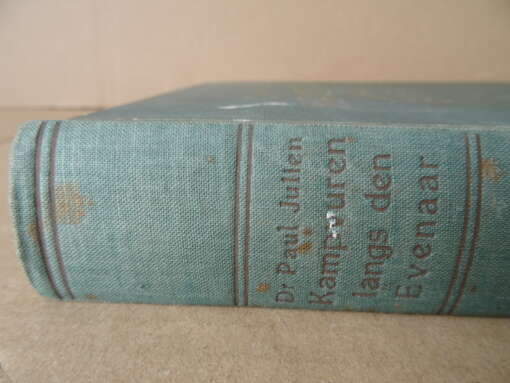 Dr Paul Julien
Kampvuren
langs den
Evenaar